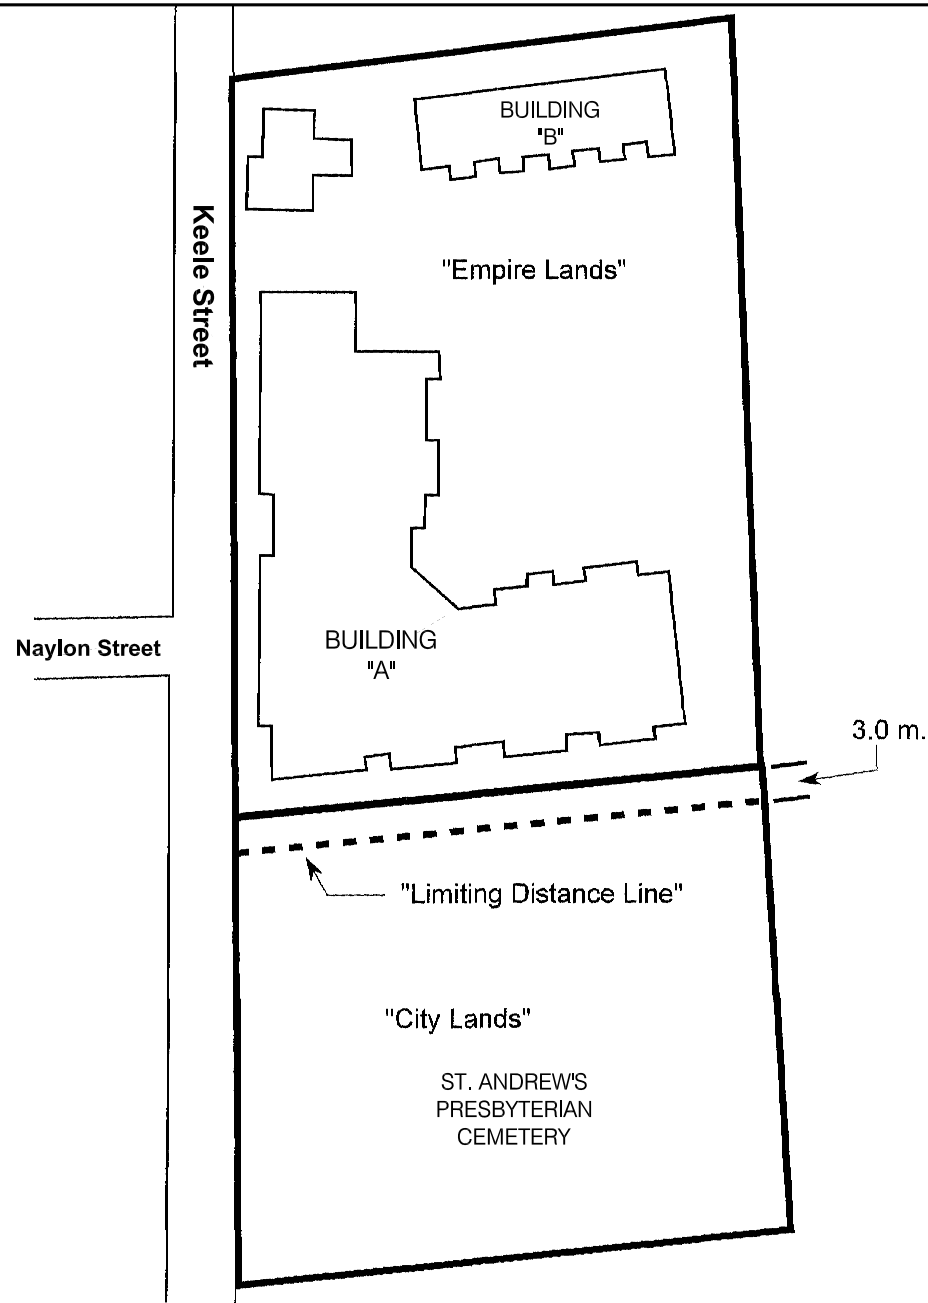 BUILDING
"B"
"Empire Lands"
Keele Street
Naylon Street
BUILDING
"A"
3.0 m.
"Limiting Distance Line"
"City Lands"
ST. ANDREW'S
PRESBYTERIAN
CEMETERY